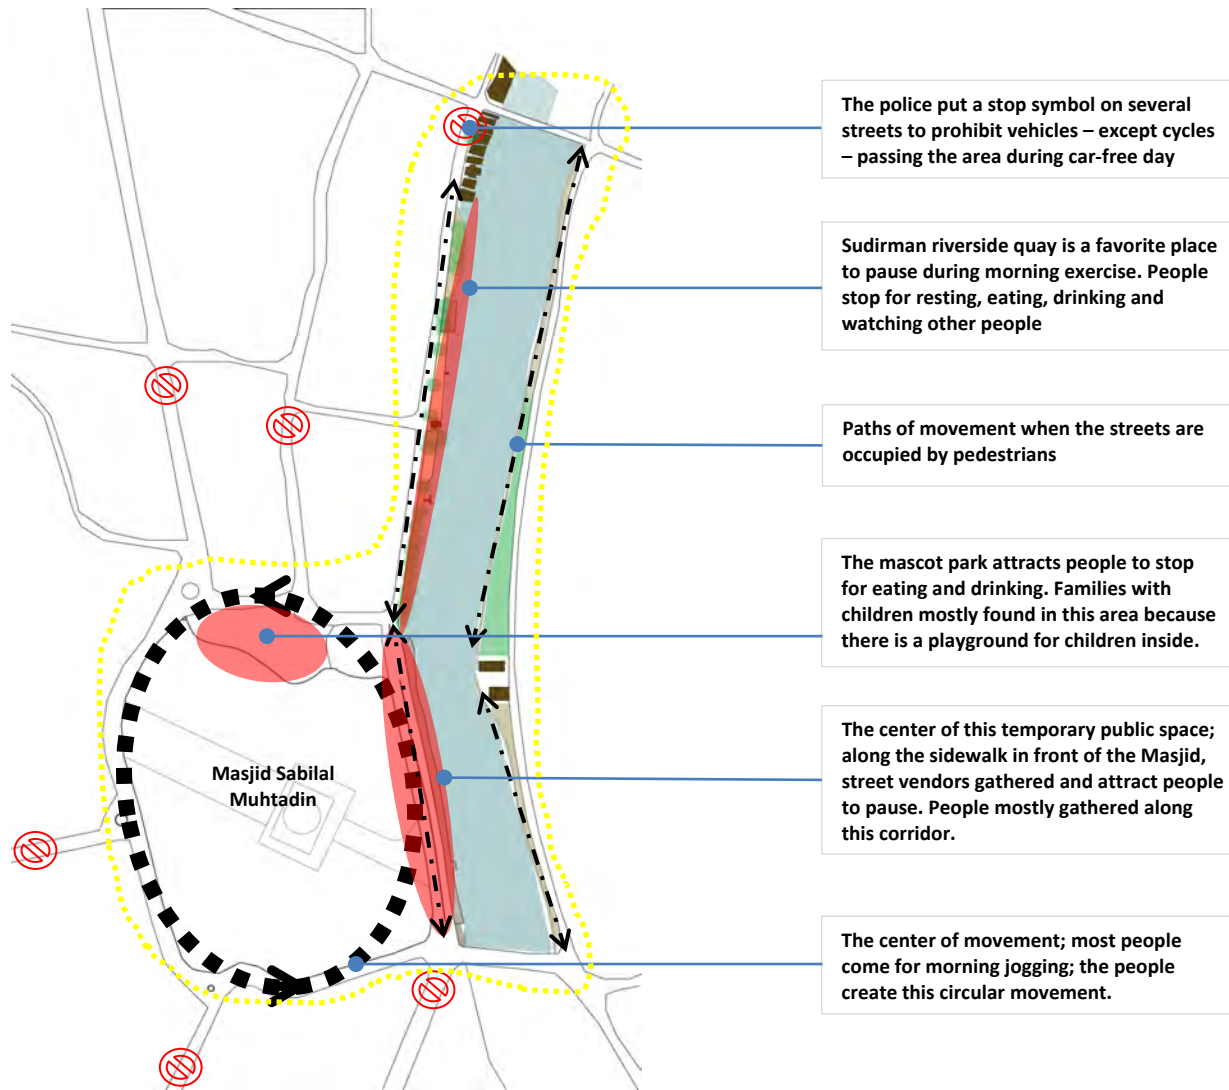 The police put a stop symbol on several
streets to prohibit vehicles – except cycles
– passing the area during car-free day
Sudirman riverside quay is a favorite place
to pause during morning exercise. People
stop for resting, eating, drinking and
watching other people
Paths of movement when the streets are
occupied by pedestrians
The mascot park attracts people to stop
for eating and drinking. Families with
children mostly found in this area because
there is a playground for children inside.
Masjid Sabilal
Muhtadin
The center of this temporary public space;
along the sidewalk in front of the Masjid,
street vendors gathered and attract people
to pause. People mostly gathered along
this corridor.
The center of movement; most people
come for morning jogging; the people
create this circular movement.